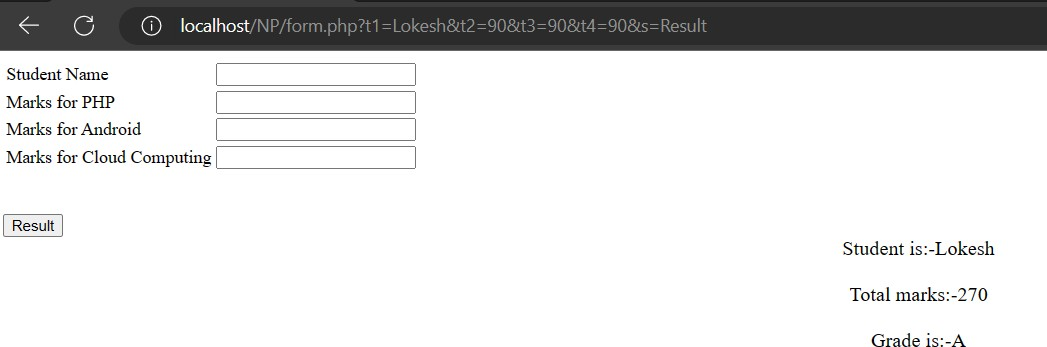 localhost/NP/form.php?t1=Lokesh&t2=90&t3=90&t4=90&s=Result
Student Name
Marks for PHP
Marks for Android
Marks for Cloud Computing
Result
Student is:-Lokesh
Total marks:-270
Grade is:-A